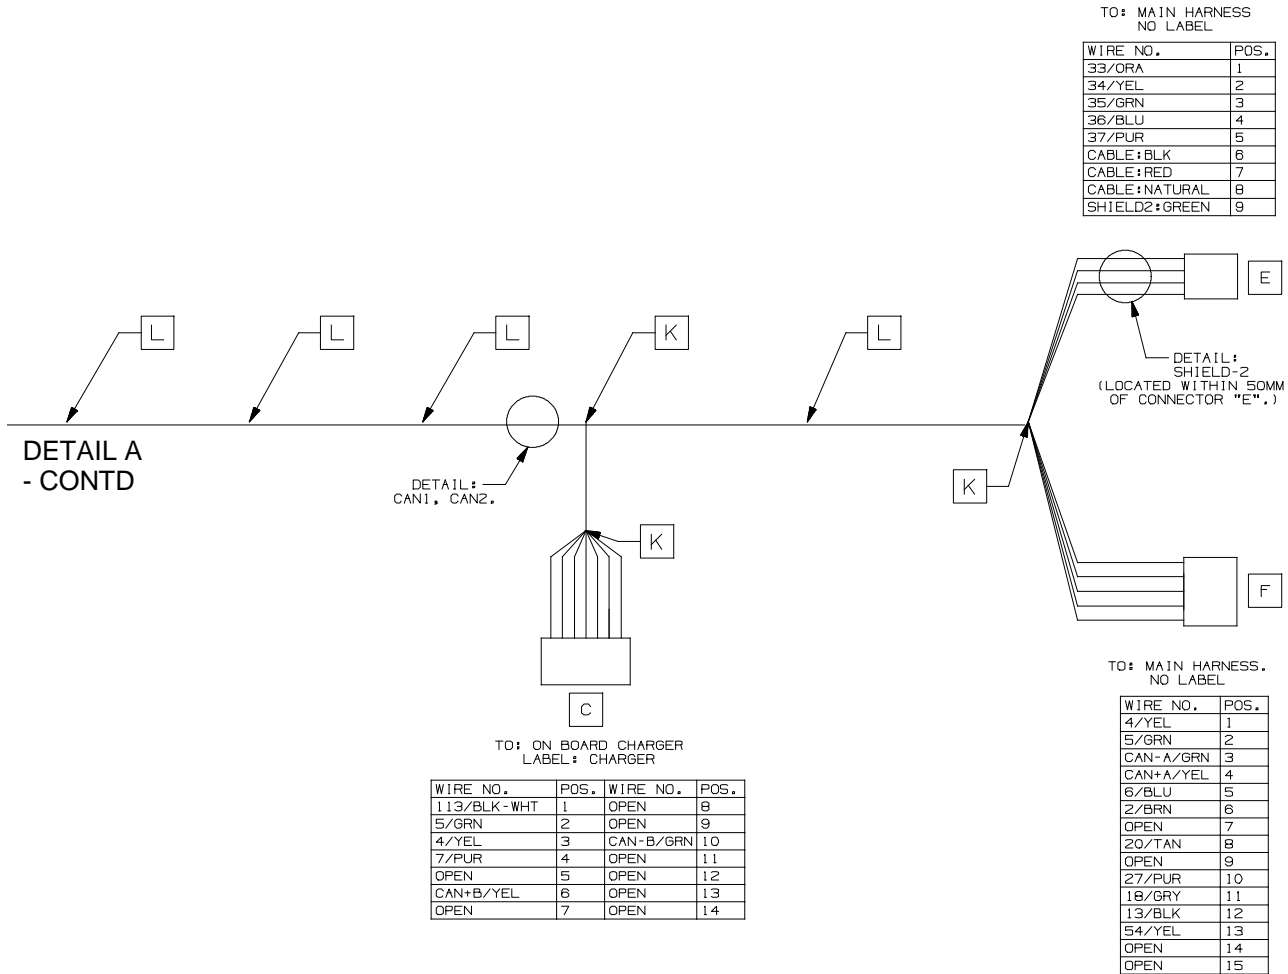 TO: MAIN HARNESS
NO LABEL
WIRE NO. POS.
33/ORA 1
34/YEL 2
35/GRN 3
36/BLU 4
37/PUR 5
CABLE:BLK 6
CABLE:RED 7
CABLE:NATURAL 8
SHIELD2:GREEN 9
E
L
L
L
K
L
DETAIL:
SHIELD-2
(LOCATED WITHIN 50MM
OF CONNECTOR "E".)
DETAIL A
- CONTD
DETAIL:
CAN1, CAN2.
K
K
F
C
TO: ON BOARD CHARGER
LABEL: CHARGER
WIRE NO. POS. WIRE NO. POS.
113/BLK-WHT 1 OPEN 8
5/GRN 2 OPEN 9
4/YEL 3 CAN-B/GRN 10
7/PUR 4 OPEN 11
OPEN 5 OPEN 12
CAN+B/YEL 6 OPEN 13
OPEN 7 OPEN 14
TO: MAIN HARNESS.
NO LABEL
WIRE NO. POS.
4/YEL 1
5/GRN 2
CAN-A/GRN 3
CAN+A/YEL 4
6/BLU 5
2/BRN 6
OPEN 7
20/TAN 8
OPEN 9
27/PUR 10
18/GRY 11
13/BLK 12
54/YEL 13
OPEN 14
OPEN 15